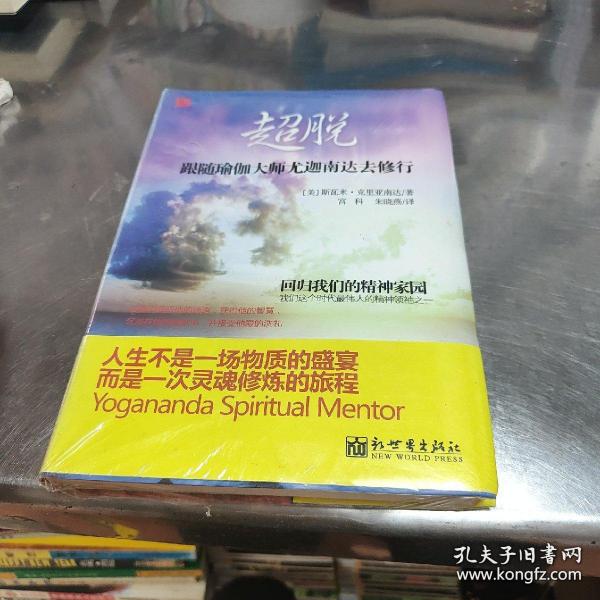 超脱
跟随瑜伽大师尤迦南达去修行
[美]斯瓦米·克里亚南达/著
宫科 朱晓燕/译
回归我们的精神家园
我们这个时代最伟大的精神领袖之一
人生不是一场物质的盛宴
而是一次灵魂修炼的旅程
Yogananda Spiritual Mentor
新世界出版社
NEW WORLD PRESS
孔夫子旧书网
www.kongfz.com